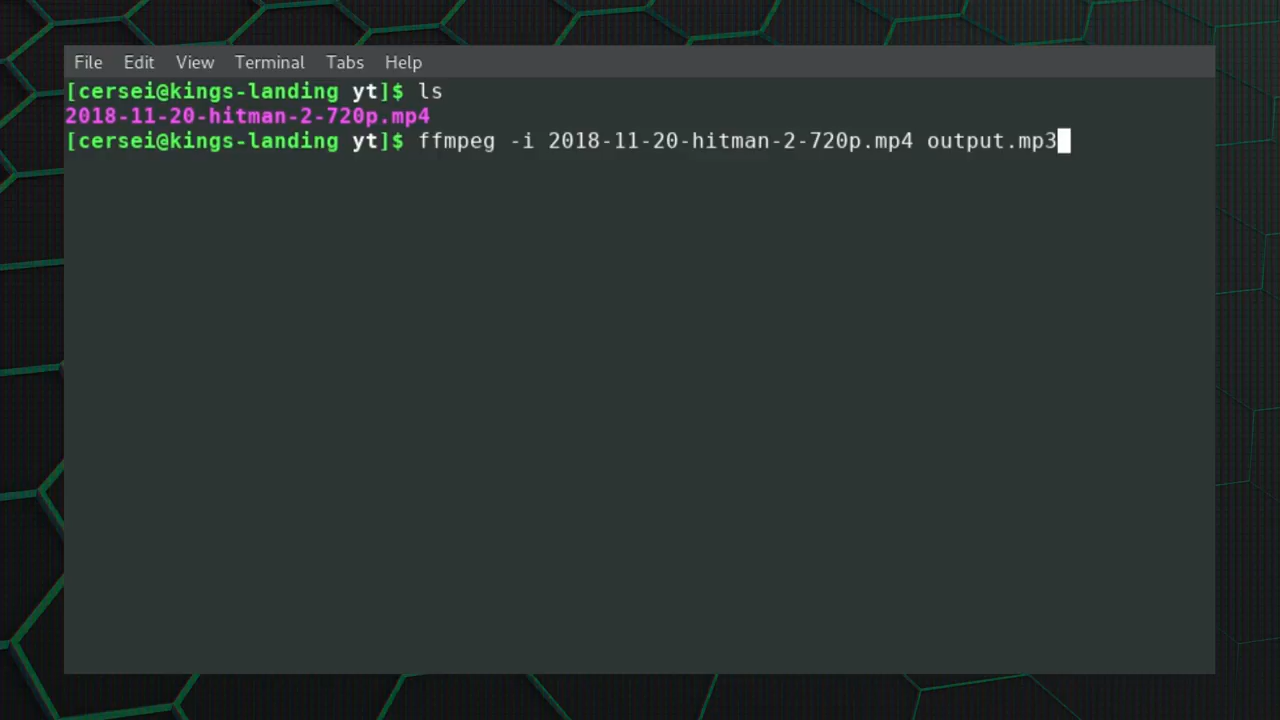 File Edit View Terminal Tabs Help
[cersei@kings-landing yt]$ ls
2018-11-20-hitman-2-720p.mp4
[cersei@kings-landing yt]$ ffmpeg -i 2018-11-20-hitman-2-720p.mp4 output.mp3